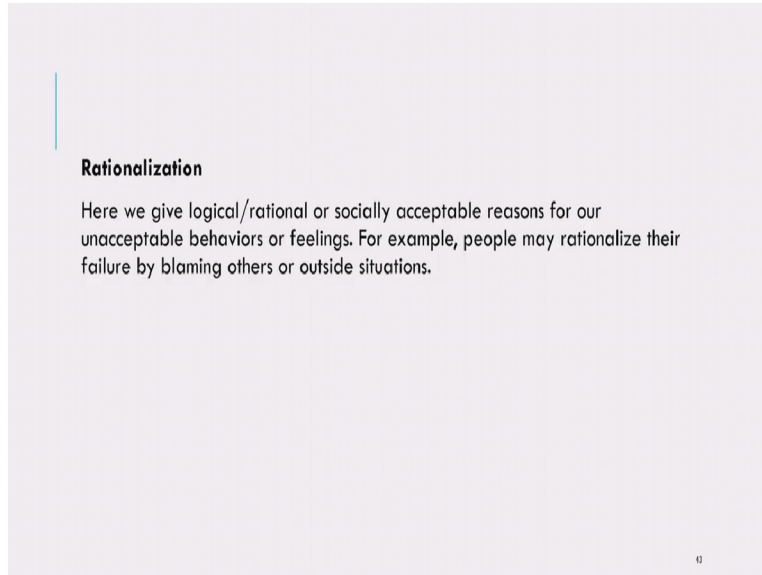 Rationalization
Here we give logical/rational or socially acceptable reasons for our
unacceptable behaviors or feelings. For example, people may rationalize their
failure by blaming others or outside situations.
43